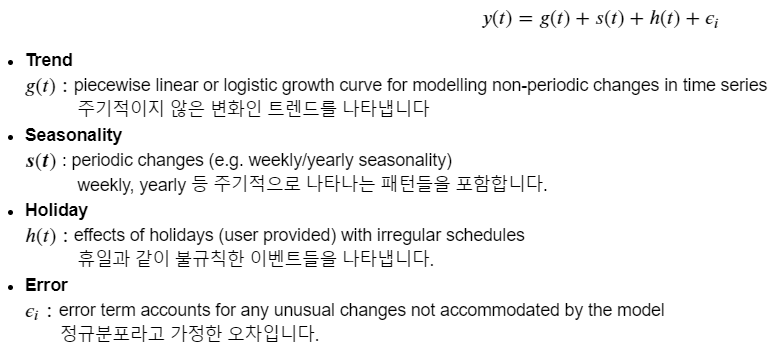 y(t) = g(t) + s(t) + h(t) + ϵᵢ
• Trend
g(t) : piecewise linear or logistic growth curve for modelling non-periodic changes in time series
주기적이지 않은 변화인 트렌드를 나타냅니다
• Seasonality
s(t) : periodic changes (e.g. weekly/yearly seasonality)
weekly, yearly 등 주기적으로 나타나는 패턴들을 포함합니다.
• Holiday
h(t) : effects of holidays (user provided) with irregular schedules
휴일과 같이 불규칙한 이벤트들을 나타냅니다.
• Error
ϵᵢ : error term accounts for any unusual changes not accommodated by the model
정규분포라고 가정한 오차입니다.